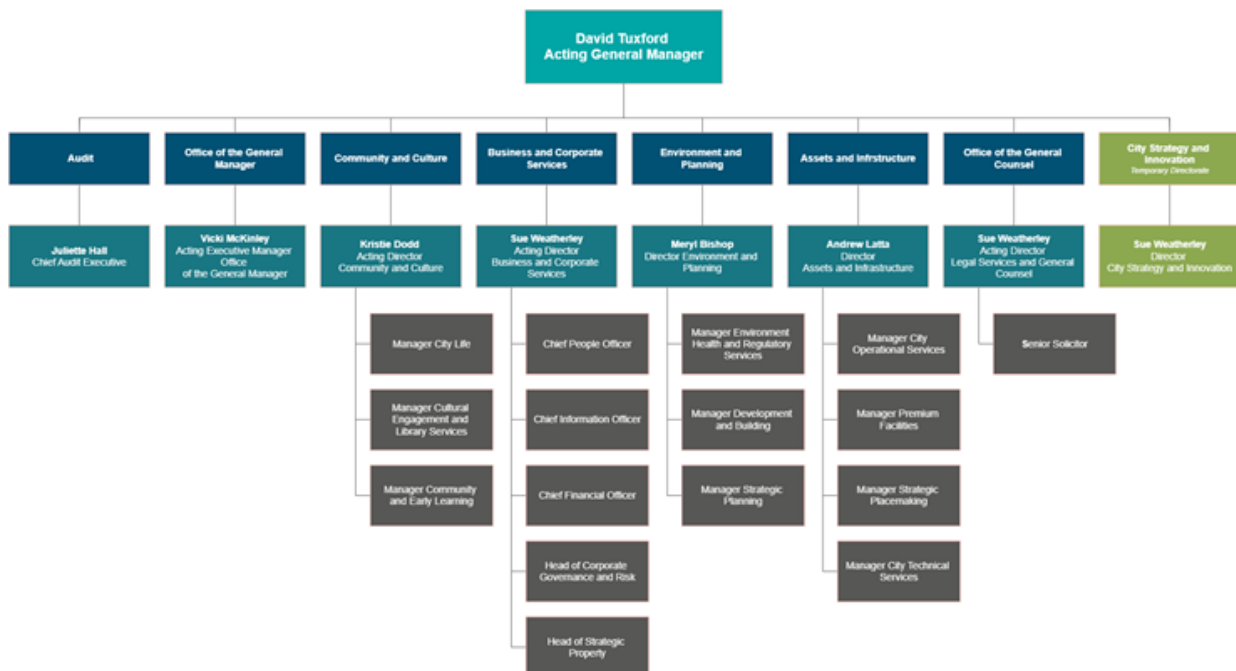 David Tuxford
Acting General Manager
Audit
Office of the General
Manager
Community and Culture
Business and Corporate
Services
Environment and
Planning
Assets and Infrstructure
Office of the General
Counsel
City Strategy and
Innovation
Temporary Directorate
Juliette Hall
Chief Audit Executive
Vicki McKinley
Acting Executive Manager
Office
of the General Manager
Kristie Dodd
Acting Director
Community and Culture
Sue Weatherley
Acting Director
Business and Corporate
Services
Meryl Bishop
Director Environment and
Planning
Andrew Latta
Director
Assets and Infrastructure
Sue Weatherley
Acting Director
Legal Services and General
Counsel
Sue Weatherley
Director
City Strategy and Innovation
Manager City Life
Manager Cultural
Engagement and
Library Services
Manager Community
and Early Learning
Chief People Officer
Chief Information Officer
Chief Financial Officer
Head of Corporate
Governance and Risk
Head of Strategic
Property
Manager Environment
Health and Regulatory
Services
Manager Development
and Building
Manager Strategic
Planning
Manager City
Operational Services
Manager Premium
Facilities
Manager Strategic
Placemaking
Manager City Technical
Services
Senior Solicitor